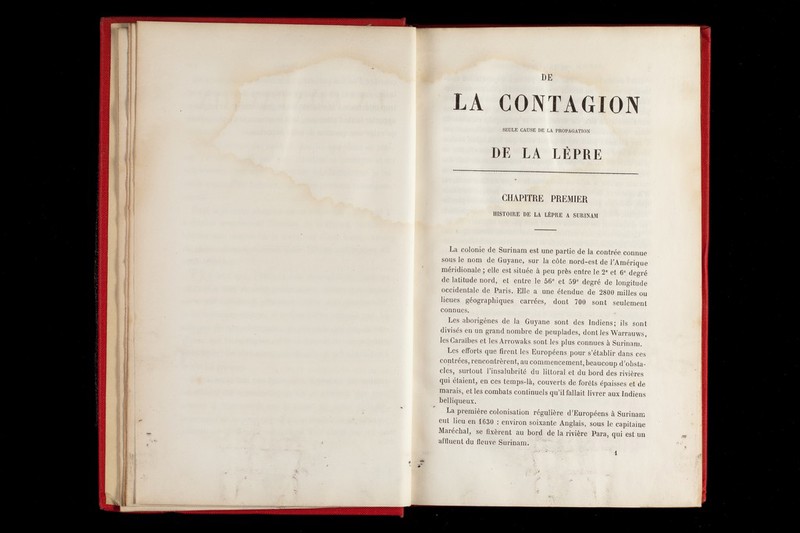 DE
LA CONTAGION
SEULE CAUSE DE LA PROPAGATION
DE LA LÈPRE
CHAPITRE PREMIER
HISTOIRE DE LA LÈPRE A SURINAM
La colonie de Surinam est une partie de la contrée connue
sous le nom de Guyane, sur la côte nord-est de l'Amérique
méridionale ; elle est située à peu près entre le 2e et 6e degré
de latitude nord, et entre le 56e et 59e degré de longitude
occidentale de Paris. Elle a une étendue de 2800 milles ou
lieues géographiques carrées, dont 700 sont seulement
connues.
Les aborigènes de la Guyane sont des Indiens; ils sont
divisés en un grand nombre de peuplades, dont les Warrauws,
les Caraïbes et les Arrowaks sont les plus connues à Surinam.
Les efforts que firent les Européens pour s'établir dans ces
contrées, rencontrèrent, au commencement, beaucoup d'obsta-
cles, surtout l'insalubrité du littoral et du bord des rivières
qui étaient, en ces temps-là, couverts de forêts épaisses et de
marais, et les combats continuels qu'il fallait livrer aux Indiens
belliqueux.
La première colonisation régulière d'Européens à Surinam
eut lieu en 1630 : environ soixante Anglais, sous le capitaine
Maréchal, se fixèrent au bord de la rivière Para, qui est un
affluent du fleuve Surinam.
1